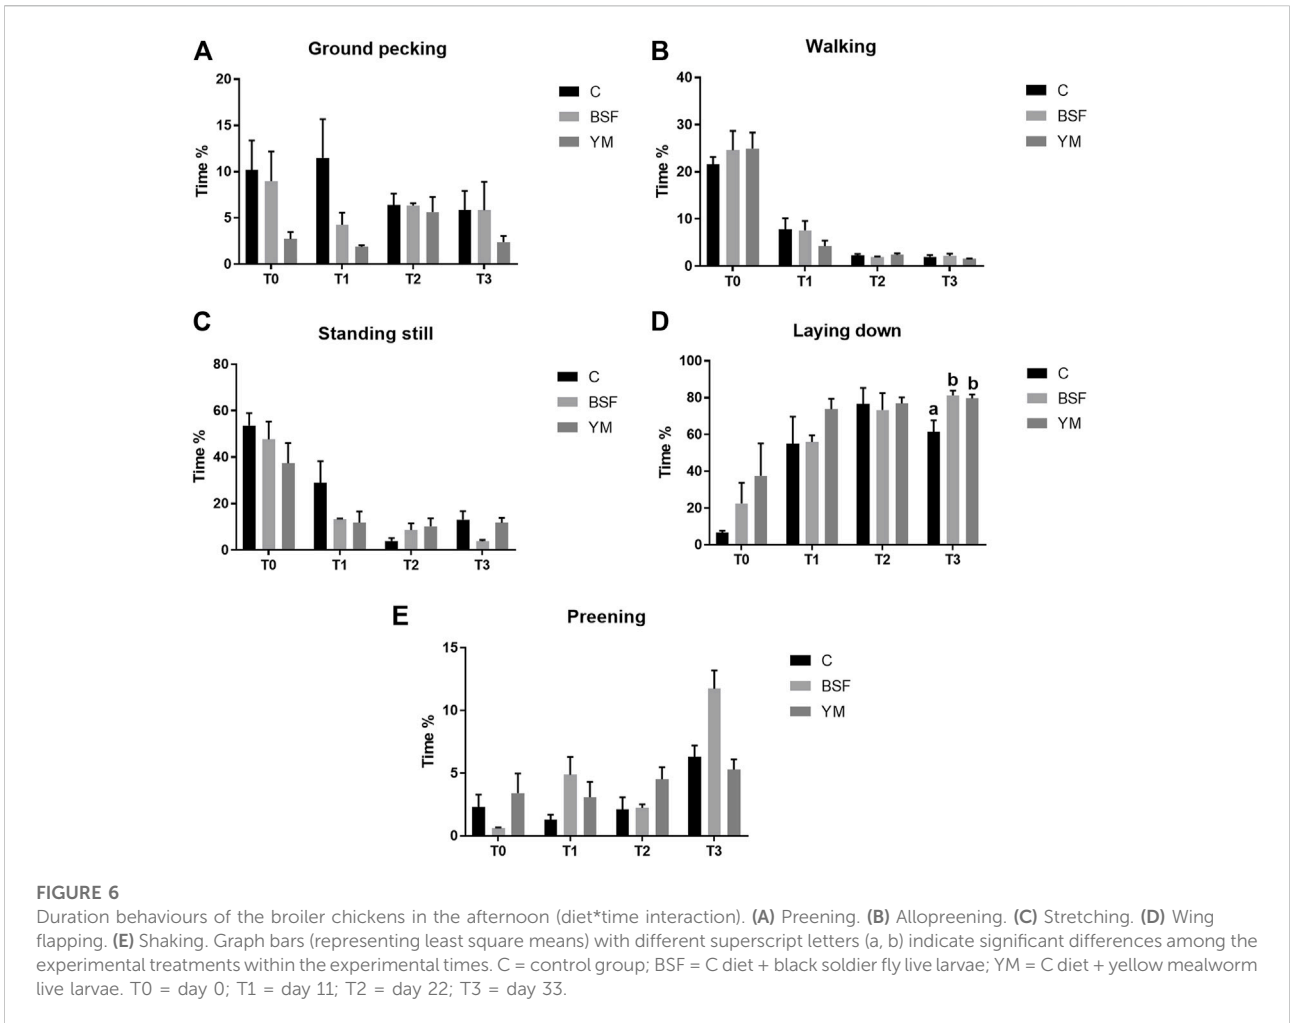 A
Ground pecking
Time %
20
15
10
5
0
T0 T1 T2 T3
C
BSF
YM
B
Walking
Time %
40
30
20
10
0
T0 T1 T2 T3
C
BSF
YM
C
Standing still
Time %
80
60
40
20
0
T0 T1 T2 T3
C
BSF
YM
D
Laying down
Time %
100
80
60
40
20
0
a b b
T0 T1 T2 T3
C
BSF
YM
E
Preening
Time %
15
10
5
0
T0 T1 T2 T3
C
BSF
YM
FIGURE 6
Duration behaviours of the broiler chickens in the afternoon (diet*time interaction). (A) Preening. (B) Allopreening. (C) Stretching. (D) Wing
flapping. (E) Shaking. Graph bars (representing least square means) with different superscript letters (a, b) indicate significant differences among the
experimental treatments within the experimental times. C = control group; BSF = C diet + black soldier fly live larvae; YM = C diet + yellow mealworm
live larvae. T0 = day 0; T1 = day 11; T2 = day 22; T3 = day 33.